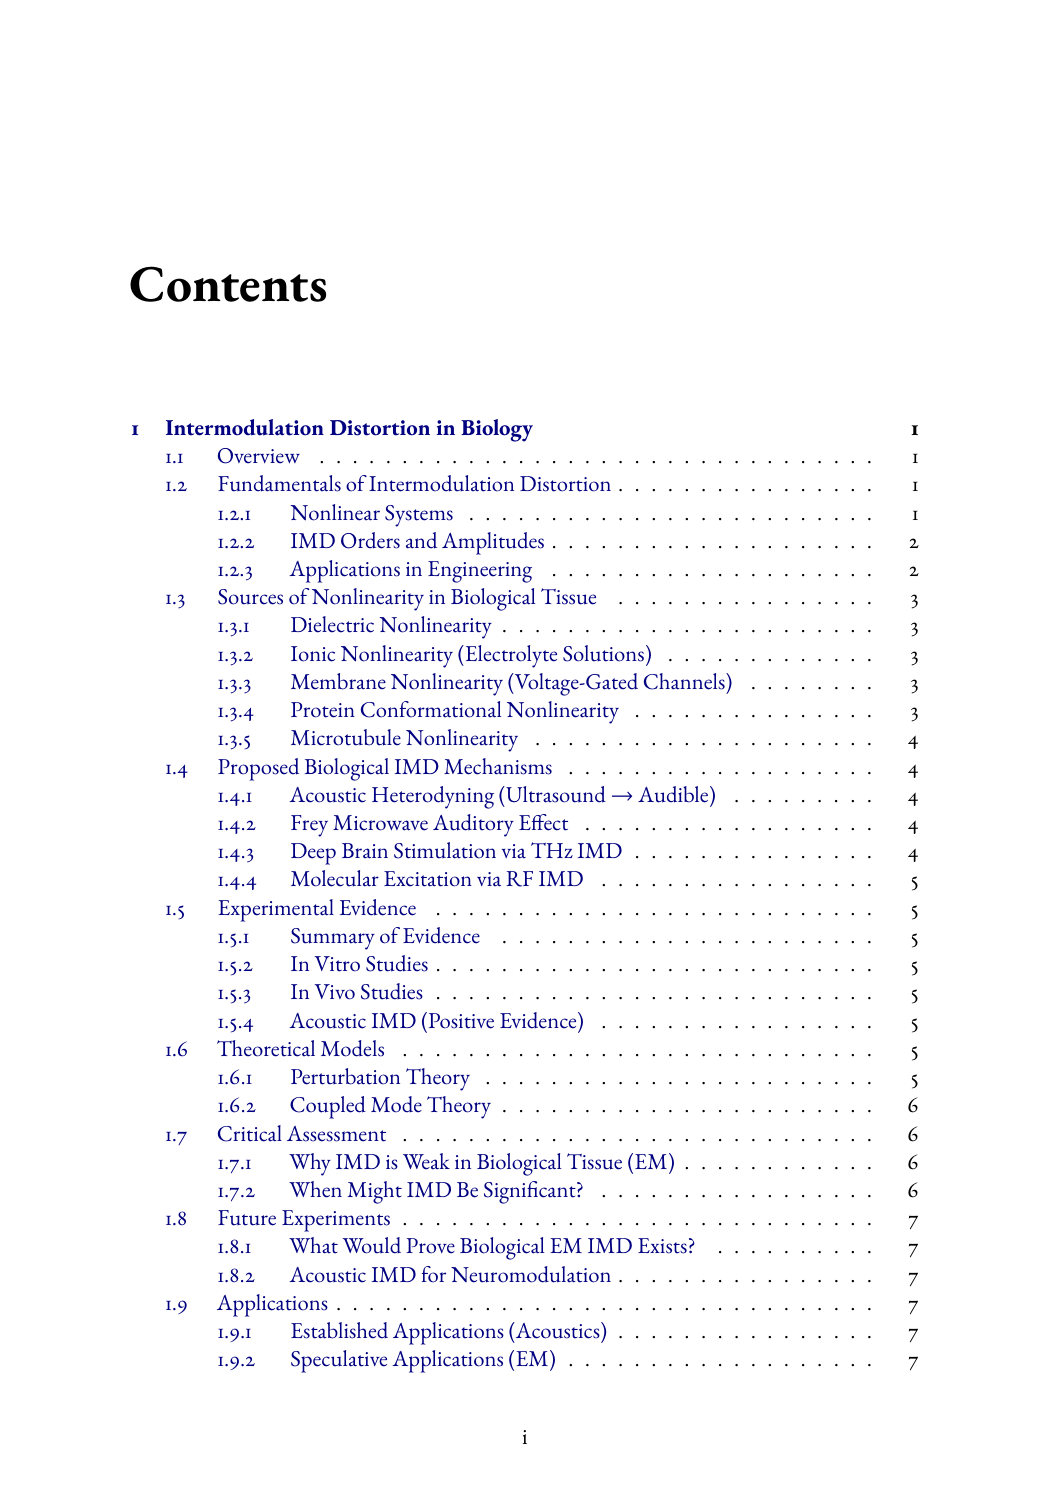 Contents
1 Intermodulation Distortion in Biology 1
1.1 Overview . . . . . . . . . . . . . . . . . . . . . . . . . . . . . . . . . . 1
1.2 Fundamentals of Intermodulation Distortion . . . . . . . . . . . . . . . . 1
1.2.1 Nonlinear Systems . . . . . . . . . . . . . . . . . . . . . . . . . 1
1.2.2 IMD Orders and Amplitudes . . . . . . . . . . . . . . . . . . . . 2
1.2.3 Applications in Engineering . . . . . . . . . . . . . . . . . . . . 2
1.3 Sources of Nonlinearity in Biological Tissue . . . . . . . . . . . . . . . . 3
1.3.1 Dielectric Nonlinearity . . . . . . . . . . . . . . . . . . . . . . . 3
1.3.2 Ionic Nonlinearity (Electrolyte Solutions) . . . . . . . . . . . . . 3
1.3.3 Membrane Nonlinearity (Voltage-Gated Channels) . . . . . . . . 3
1.3.4 Protein Conformational Nonlinearity . . . . . . . . . . . . . . . 3
1.3.5 Microtubule Nonlinearity . . . . . . . . . . . . . . . . . . . . . 4
1.4 Proposed Biological IMD Mechanisms . . . . . . . . . . . . . . . . . . . 4
1.4.1 Acoustic Heterodyning (Ultrasound → Audible) . . . . . . . . . 4
1.4.2 Frey Microwave Auditory Effect . . . . . . . . . . . . . . . . . . 4
1.4.3 Deep Brain Stimulation via THz IMD . . . . . . . . . . . . . . . 4
1.4.4 Molecular Excitation via RF IMD . . . . . . . . . . . . . . . . . 5
1.5 Experimental Evidence . . . . . . . . . . . . . . . . . . . . . . . . . . . 5
1.5.1 Summary of Evidence . . . . . . . . . . . . . . . . . . . . . . . 5
1.5.2 In Vitro Studies . . . . . . . . . . . . . . . . . . . . . . . . . . . 5
1.5.3 In Vivo Studies . . . . . . . . . . . . . . . . . . . . . . . . . . . 5
1.5.4 Acoustic IMD (Positive Evidence) . . . . . . . . . . . . . . . . . 5
1.6 Theoretical Models . . . . . . . . . . . . . . . . . . . . . . . . . . . . . 5
1.6.1 Perturbation Theory . . . . . . . . . . . . . . . . . . . . . . . . 5
1.6.2 Coupled Mode Theory . . . . . . . . . . . . . . . . . . . . . . . 6
1.7 Critical Assessment . . . . . . . . . . . . . . . . . . . . . . . . . . . . . 6
1.7.1 Why IMD is Weak in Biological Tissue (EM) . . . . . . . . . . . . 6
1.7.2 When Might IMD Be Significant? . . . . . . . . . . . . . . . . . 6
1.8 Future Experiments . . . . . . . . . . . . . . . . . . . . . . . . . . . . . 7
1.8.1 What Would Prove Biological EM IMD Exists? . . . . . . . . . . 7
1.8.2 Acoustic IMD for Neuromodulation . . . . . . . . . . . . . . . . 7
1.9 Applications . . . . . . . . . . . . . . . . . . . . . . . . . . . . . . . . . 7
1.9.1 Established Applications (Acoustics) . . . . . . . . . . . . . . . . 7
1.9.2 Speculative Applications (EM) . . . . . . . . . . . . . . . . . . . 7
i